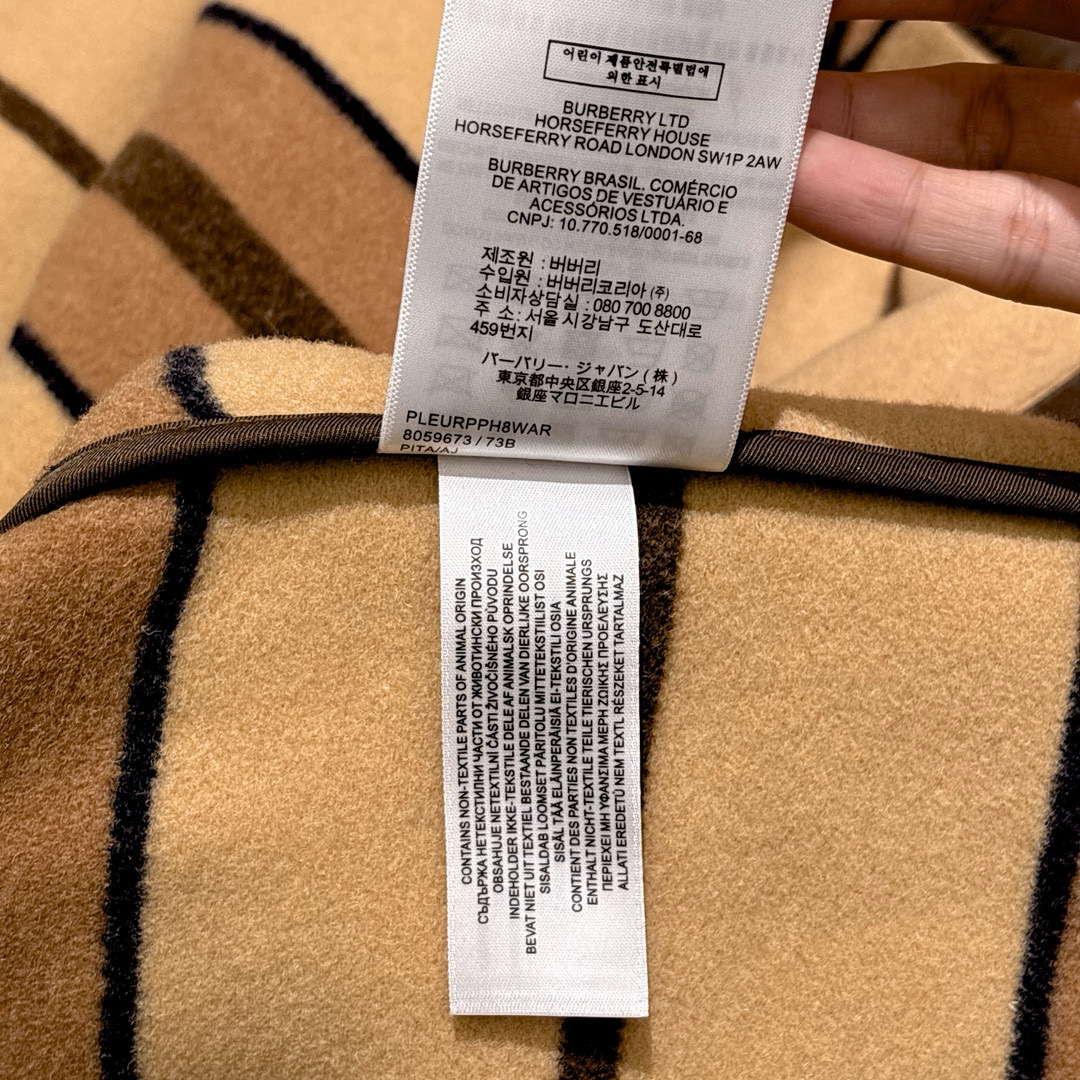 어린이 제품안전특별법에
의한 표시
BURBERRY LTD
HORSEFERRY HOUSE
HORSEFERRY ROAD LONDON SW1P 2AW
BURBERRY BRASIL. COMÉRCIO
DE ARTIGOS DE VESTUÁRIO E
ACESSÓRIOS LTDA.
CNPJ: 10.770.518/0001-68
제조원 : 버버리
수입원 : 버버리코리아 (주)
소비자상담실 : 080 700 8800
주 소 : 서울 시강남구 도산대로
459번지
バーバリー・ジャパン ( 株 )
東京都中央区銀座2-5-14
銀座マロニエビル
PLEURPPH8WAR
8059673 / 73B
PITA/AJ
CONTAINS NON-TEXTILE PARTS OF ANIMAL ORIGIN
СЪДЪРЖА НЕТЕКСТИЛНИ ЧАСТИ ОТ ЖИВОТИНСКИ ПРОИЗХОД
OBSAHUJE NETEXTILNÍ ČÁSTI ŽIVOČIŠNÉHO PŮVODU
INDEHOLDER IKKE-TEKSTILE DELE AF ANIMALSK OPRINDELSE
BEVAT NIET UIT TEXTIEL BESTAANDE DELEN VAN DIERLIJKE OORSPRONG
SISALDAB LOOMSET PÄRITOLU MITTETEKSTIILIST OSI
SISÄLTÄÄ ELÄINPERÄISIÄ EI-TEKSTIILI OSIA
CONTIENT DES PARTIES NON TEXTILES D'ORIGINE ANIMALE
ENTHÄLT NICHT-TEXTILE TEILE TIERISCHEN URSPRUNGS
ΠΕΡΙΕΧΕΙ ΜΗ ΥΦΑΝΣΙΜΑ ΜΕΡΗ ΖΩΙΚΗΣ ΠΡΟΕΛΕΥΣΗΣ
ÁLLATI EREDETŰ NEM TEXTL RÉSZEKET TARTALMAZ